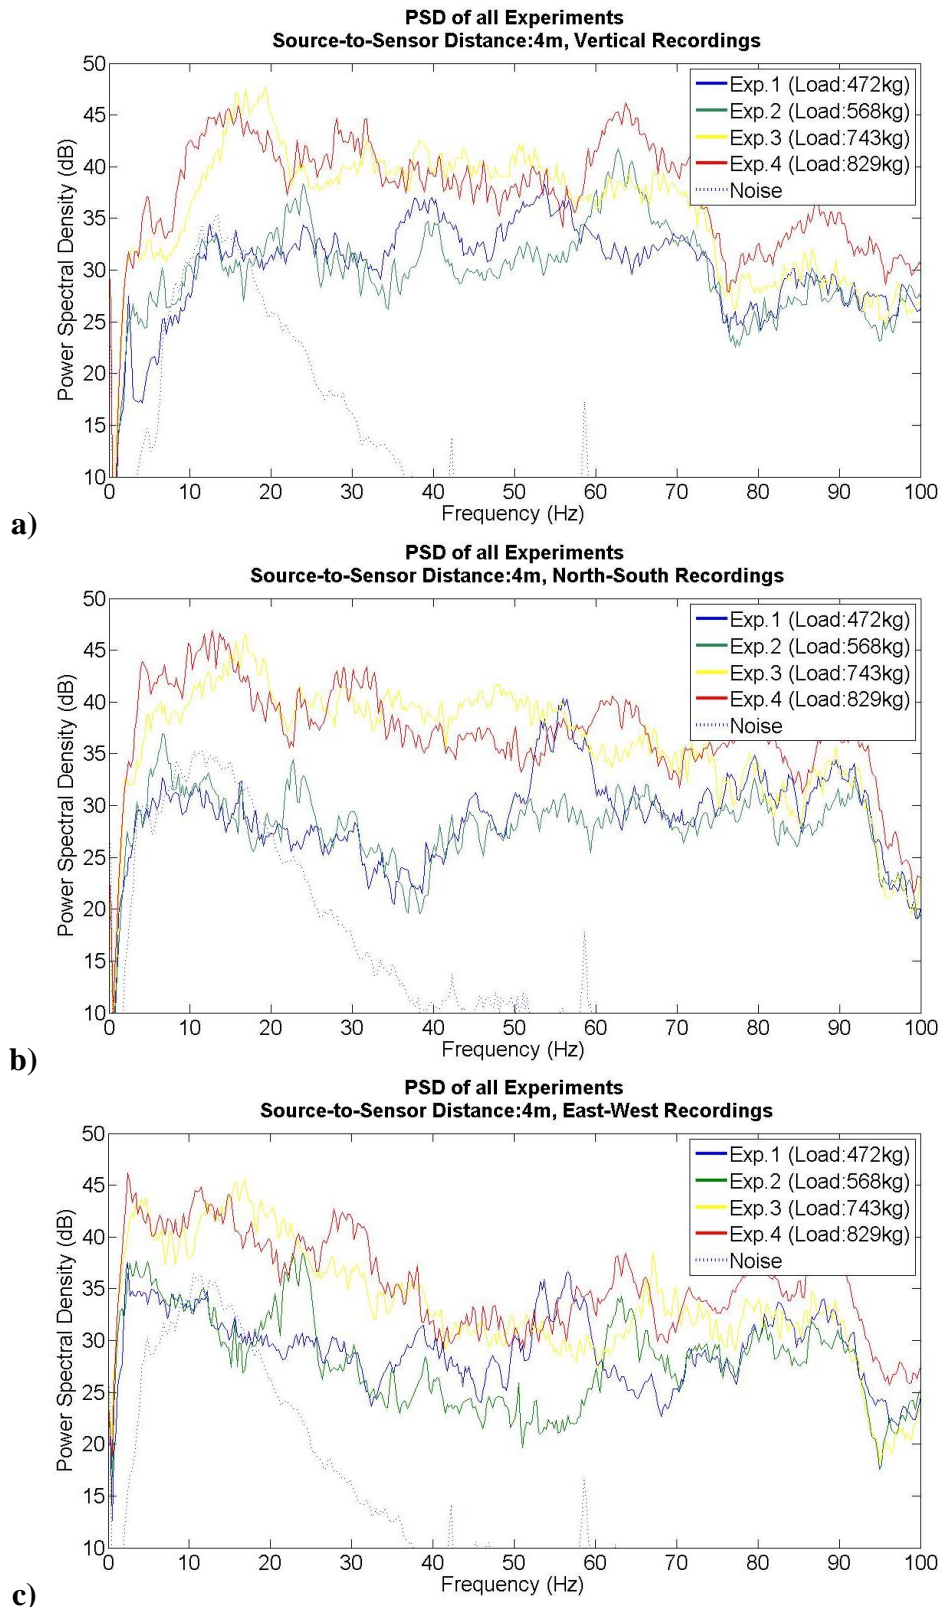 PSD of all Experiments
Source-to-Sensor Distance:4m, Vertical Recordings
Power Spectral Density (dB)
50
45
40
35
30
25
20
15
10
Exp.1 (Load:472kg)
Exp.2 (Load:568kg)
Exp.3 (Load:743kg)
Exp.4 (Load:829kg)
Noise
0 10 20 30 40 50 60 70 80 90 100
Frequency (Hz)
a)
PSD of all Experiments
Source-to-Sensor Distance:4m, North-South Recordings
Power Spectral Density (dB)
50
45
40
35
30
25
20
15
10
Exp.1 (Load:472kg)
Exp.2 (Load:568kg)
Exp.3 (Load:743kg)
Exp.4 (Load:829kg)
Noise
0 10 20 30 40 50 60 70 80 90 100
Frequency (Hz)
b)
PSD of all Experiments
Source-to-Sensor Distance:4m, East-West Recordings
Power Spectral Density (dB)
50
45
40
35
30
25
20
15
10
Exp.1 (Load:472kg)
Exp.2 (Load:568kg)
Exp.3 (Load:743kg)
Exp.4 (Load:829kg)
Noise
0 10 20 30 40 50 60 70 80 90 100
Frequency (Hz)
c)